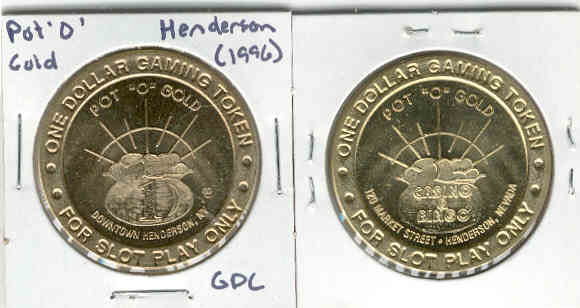 Pot 'O' Gold
Henderson (1996)
ONE DOLLAR GAMING TOKEN
POT "O" GOLD
DOWNTOWN HENDERSON, NV
FOR SLOT PLAY ONLY
GDC
ONE DOLLAR GAMING TOKEN
POT "O" GOLD
CASINO
&
BINGO
120 MARKET STREET • HENDERSON, NEVADA
FOR SLOT PLAY ONLY